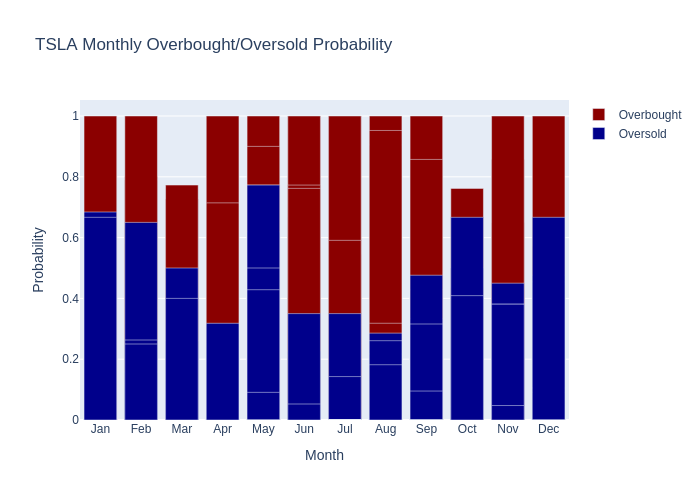 TSLA Monthly Overbought/Oversold Probability
Overbought
Oversold
1
0.8
0.6
0.4
0.2
0
Probability
Jan Feb Mar Apr May Jun Jul Aug Sep Oct Nov Dec
Month